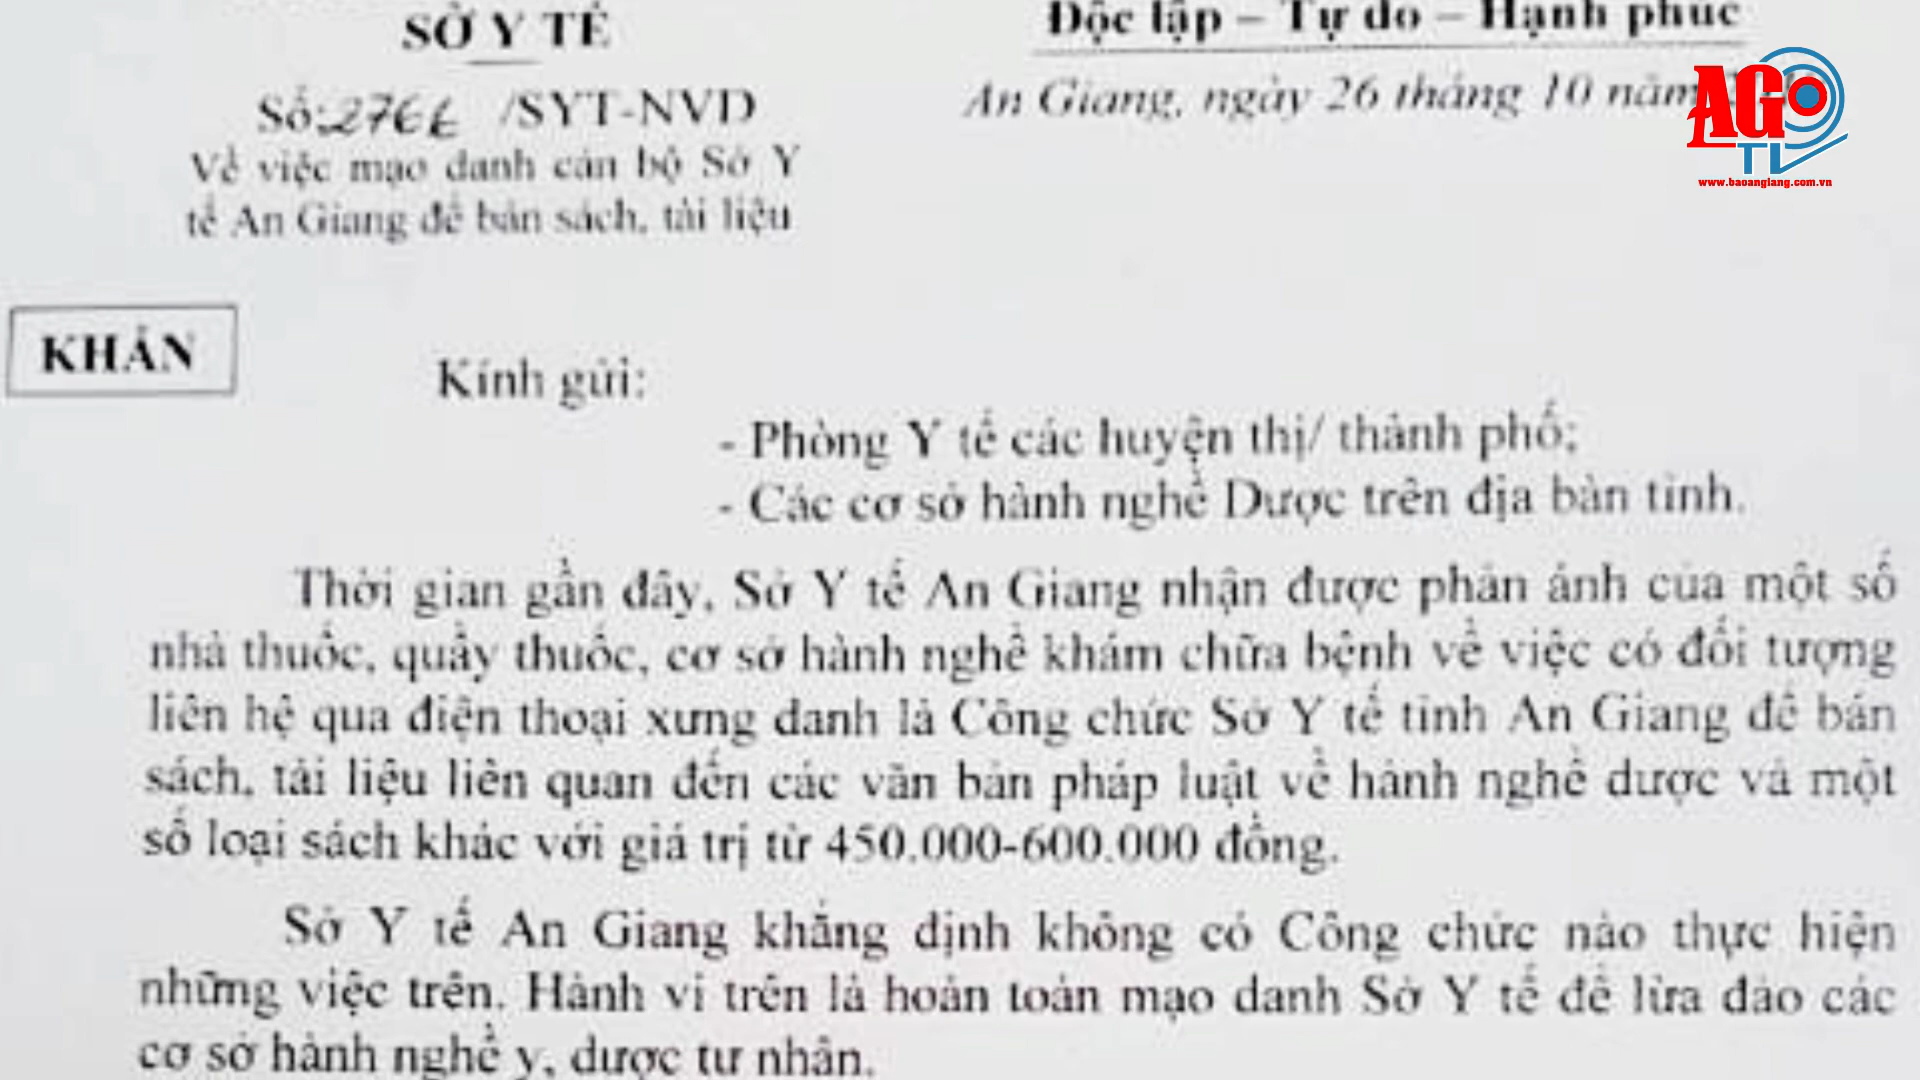 SỞ Y TẾ
Độc lập – Tự do – Hạnh phúc
Số: 2766 /SYT-NVD
An Giang, ngày 26 tháng 10 năm
AG
TV
www.baoangiang.com.vn
Về việc mạo danh cán bộ Sở Y
tế An Giang để bán sách, tài liệu
KHẨN
Kính gửi:
- Phòng Y tế các huyện thị/ thành phố;
- Các cơ sở hành nghề Dược trên địa bàn tỉnh.
Thời gian gần đây, Sở Y tế An Giang nhận được phản ánh của một số
nhà thuốc, quầy thuốc, cơ sở hành nghề khám chữa bệnh về việc có đối tượng
liên hệ qua điện thoại xưng danh là Công chức Sở Y tế tỉnh An Giang để bán
sách, tài liệu liên quan đến các văn bản pháp luật về hành nghề dược và một
số loại sách khác với giá trị từ 450.000-600.000 đồng.
Sở Y tế An Giang khẳng định không có Công chức nào thực hiện
những việc trên. Hành vi trên là hoàn toàn mạo danh Sở Y tế để lừa đảo các
cơ sở hành nghề y, dược tư nhân.